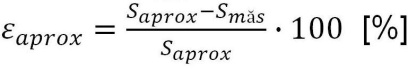 ε_aprox = (S_aprox − S_măs) / S_aprox · 100 [%]